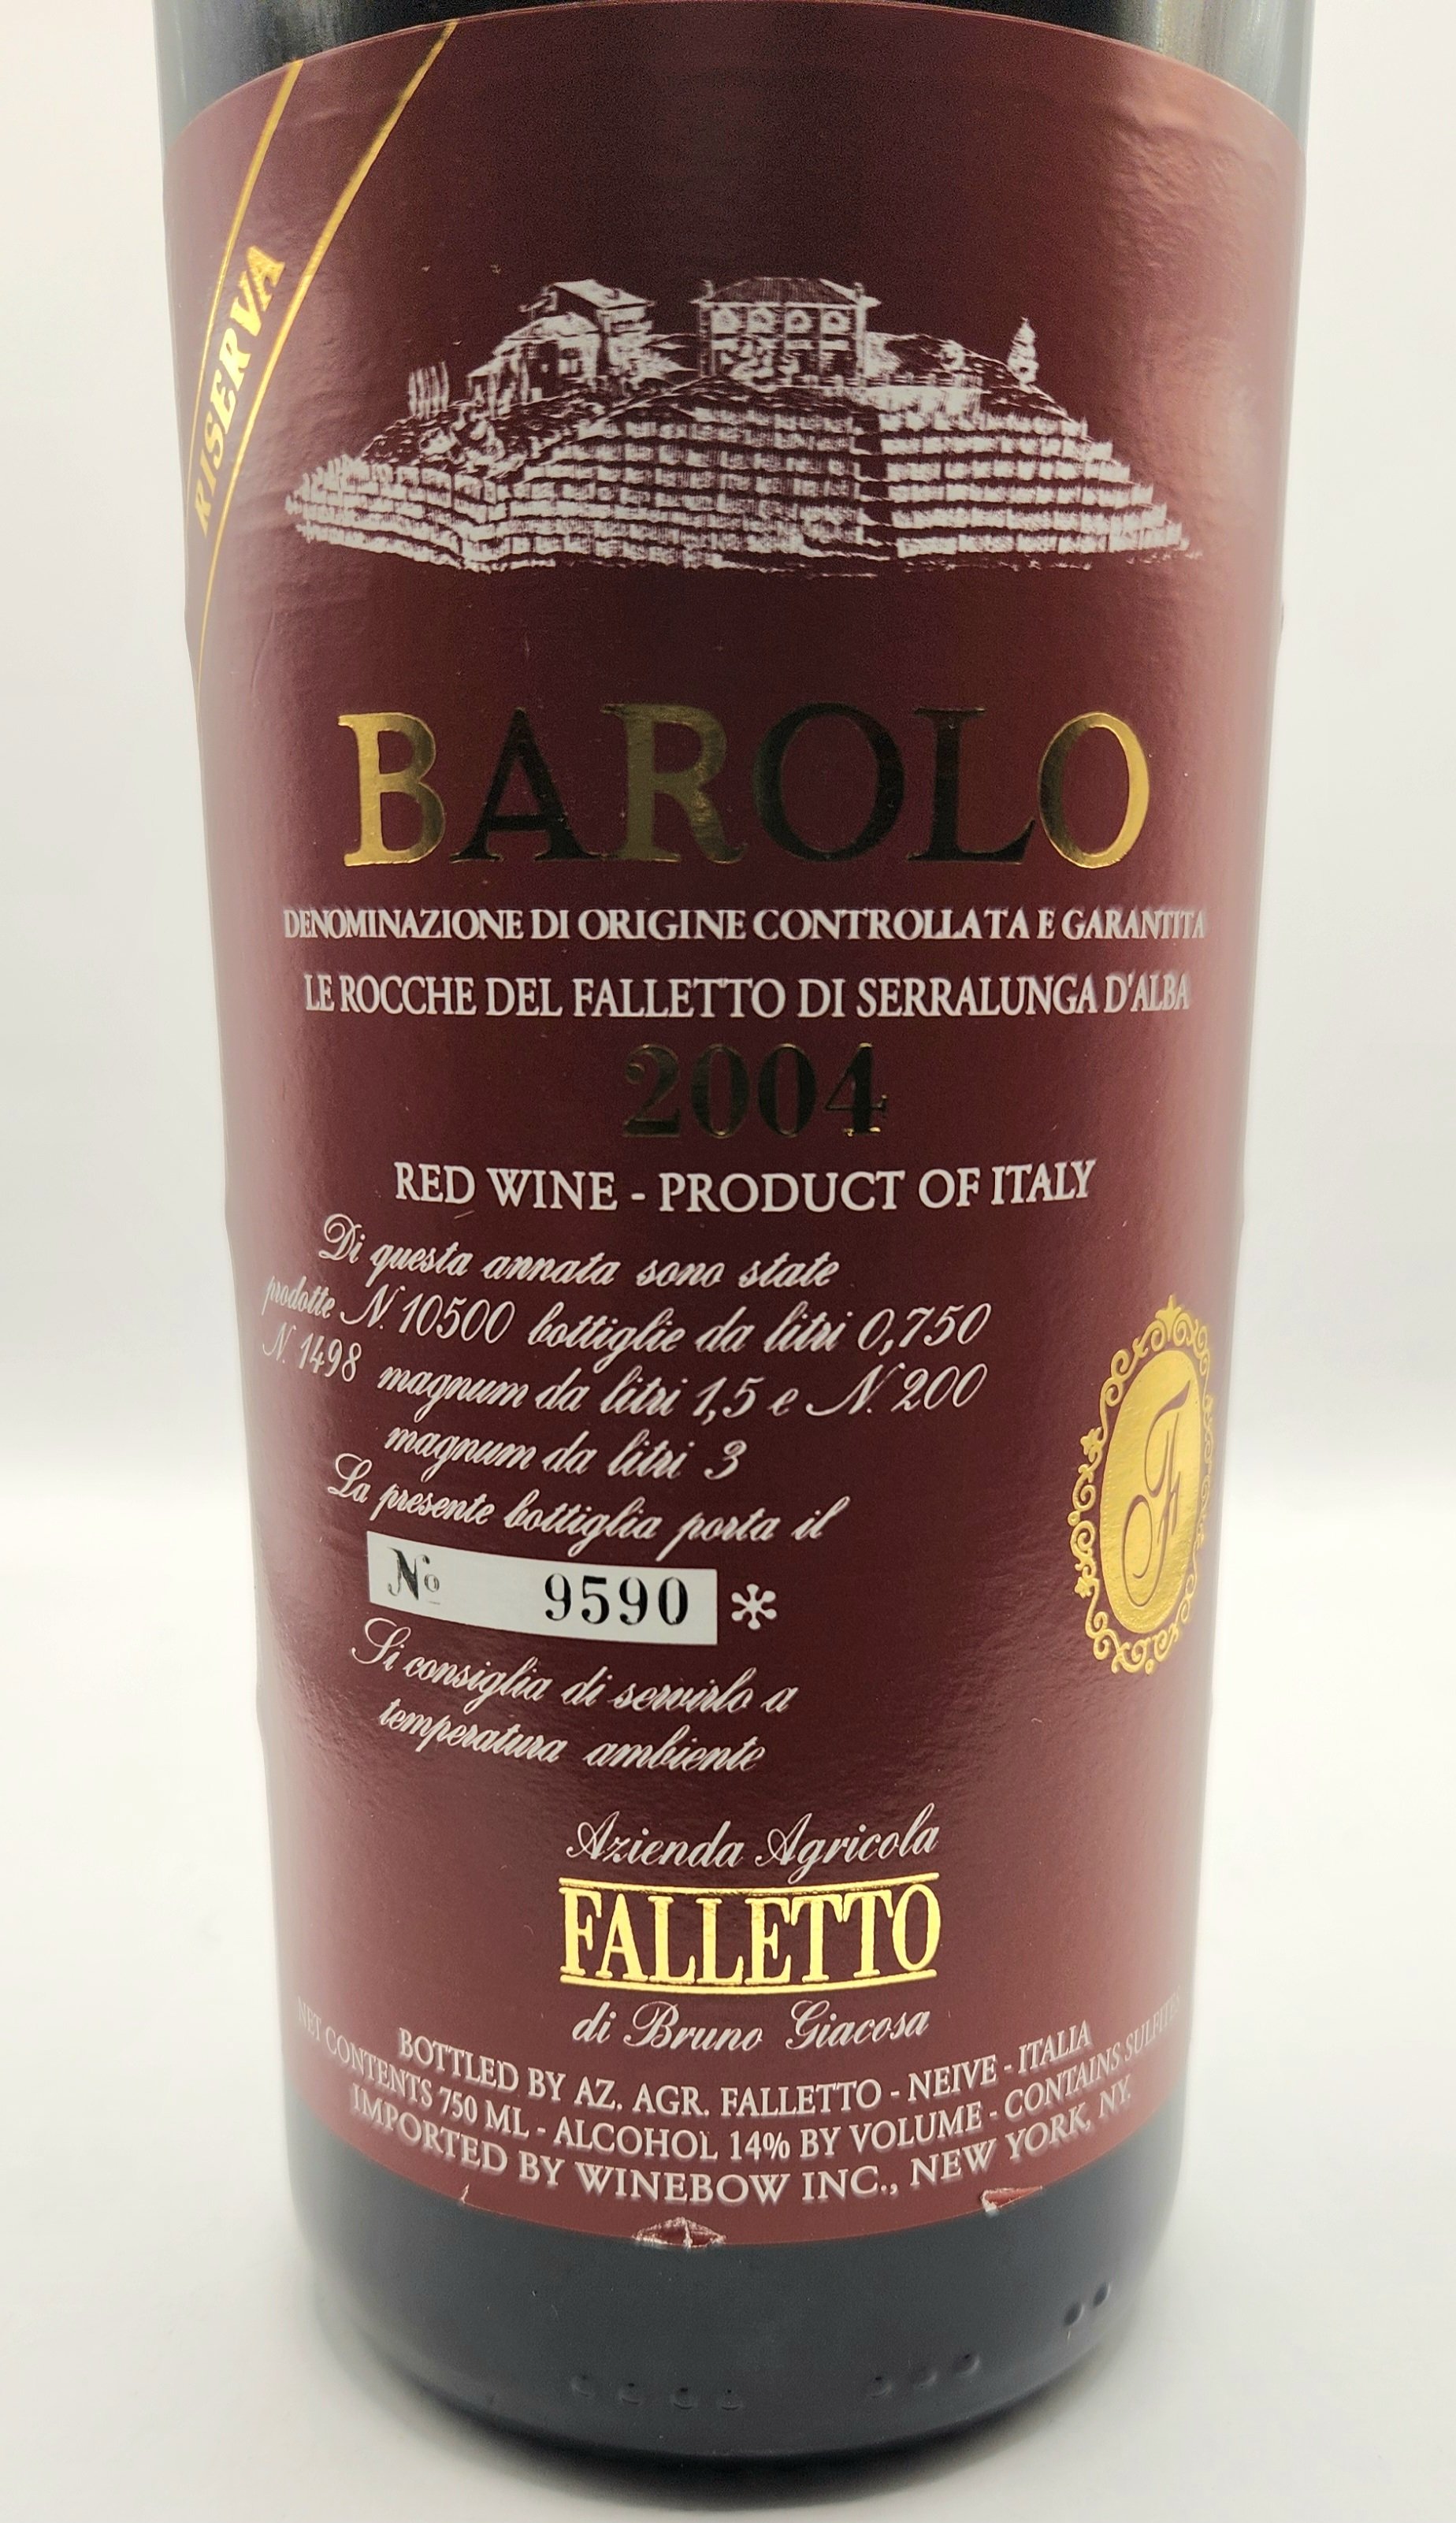 RISERVA
BAROLO
DENOMINAZIONE DI ORIGINE CONTROLLATA E GARANTITA
LE ROCCHE DEL FALLETTO DI SERRALUNGA D'ALBA
2004
RED WINE - PRODUCT OF ITALY
Di questa annata sono state
prodotte N. 10500 bottiglie da litri 0,750
N. 1498 magnum da litri 1,5 e N. 200
magnum da litri 3
La presente bottiglia porta il
No 9590 *
Si consiglia di servirlo a
temperatura ambiente
Azienda Agricola
FALLETTO
di Bruno Giacosa
BOTTLED BY AZ. AGR. FALLETTO - NEIVE - ITALIA
NET CONTENTS 750 ML - ALCOHOL 14% BY VOLUME - CONTAINS SULFITES
IMPORTED BY WINEBOW INC., NEW YORK, NY.